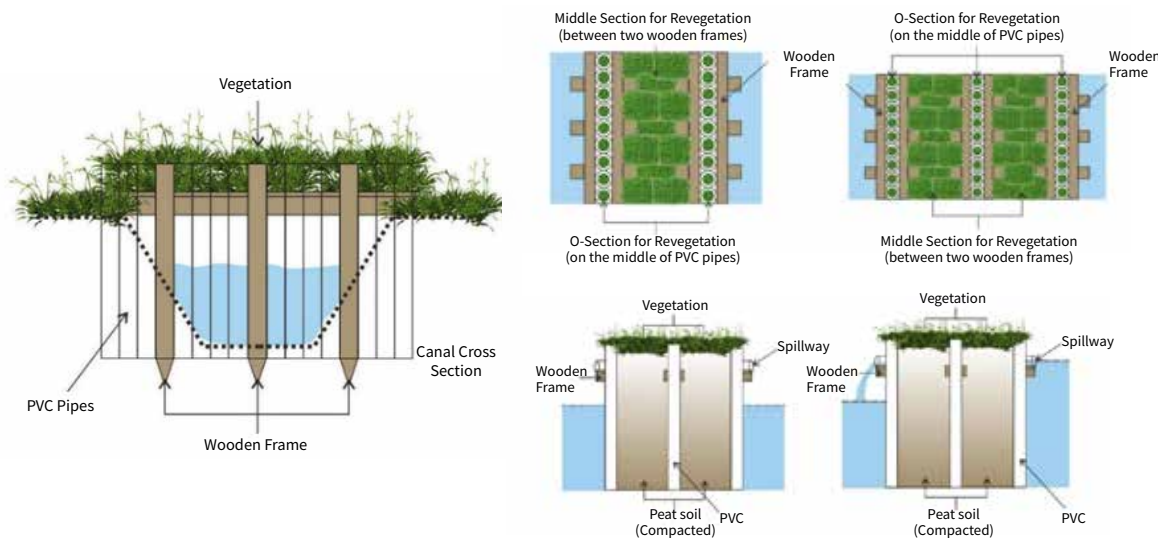 Vegetation
Canal Cross
Section
PVC Pipes
Wooden Frame
Middle Section for Revegetation
(between two wooden frames)
Wooden
Frame
O-Section for Revegetation
(on the middle of PVC pipes)
O-Section for Revegetation
(on the middle of PVC pipes)
Wooden
Frame
Middle Section for Revegetation
(between two wooden frames)
Vegetation
Spillway
Wooden
Frame
Peat soil
(Compacted)
PVC
Vegetation
Spillway
Wooden
Frame
Peat soil
(Compacted)
PVC